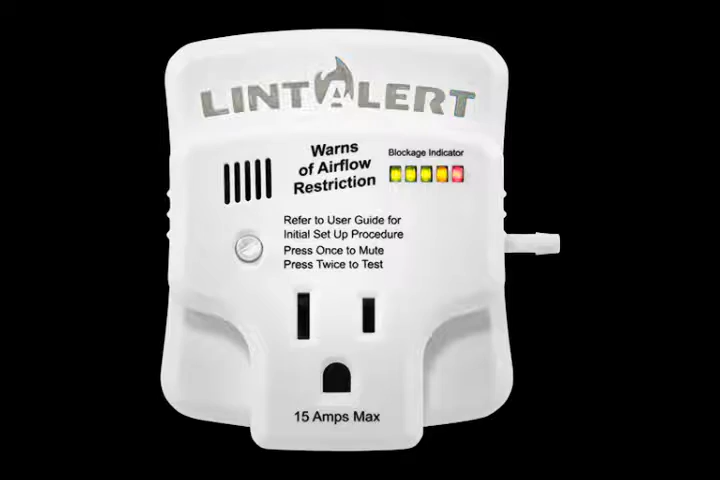 LINTALERT
Warns
of Airflow
Restriction
Blockage Indicator
Refer to User Guide for
Initial Set Up Procedure
Press Once to Mute
Press Twice to Test
15 Amps Max